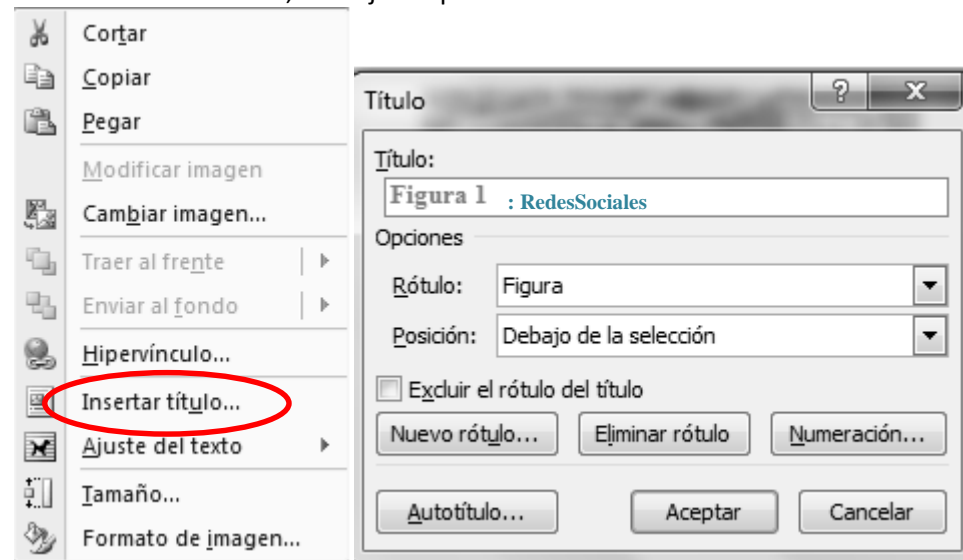 Cortar
Copiar
Pegar
Modificar imagen
Cambiar imagen...
Traer al frente
Enviar al fondo
Hipervínculo...
Insertar título...
Ajuste del texto
Tamaño...
Formato de imagen...
Título
Título:
Figura 1 : RedesSociales
Opciones
Rótulo: Figura
Posición: Debajo de la selección
Excluir el rótulo del título
Nuevo rótulo... Eliminar rótulo Numeración...
Autotítulo... Aceptar Cancelar